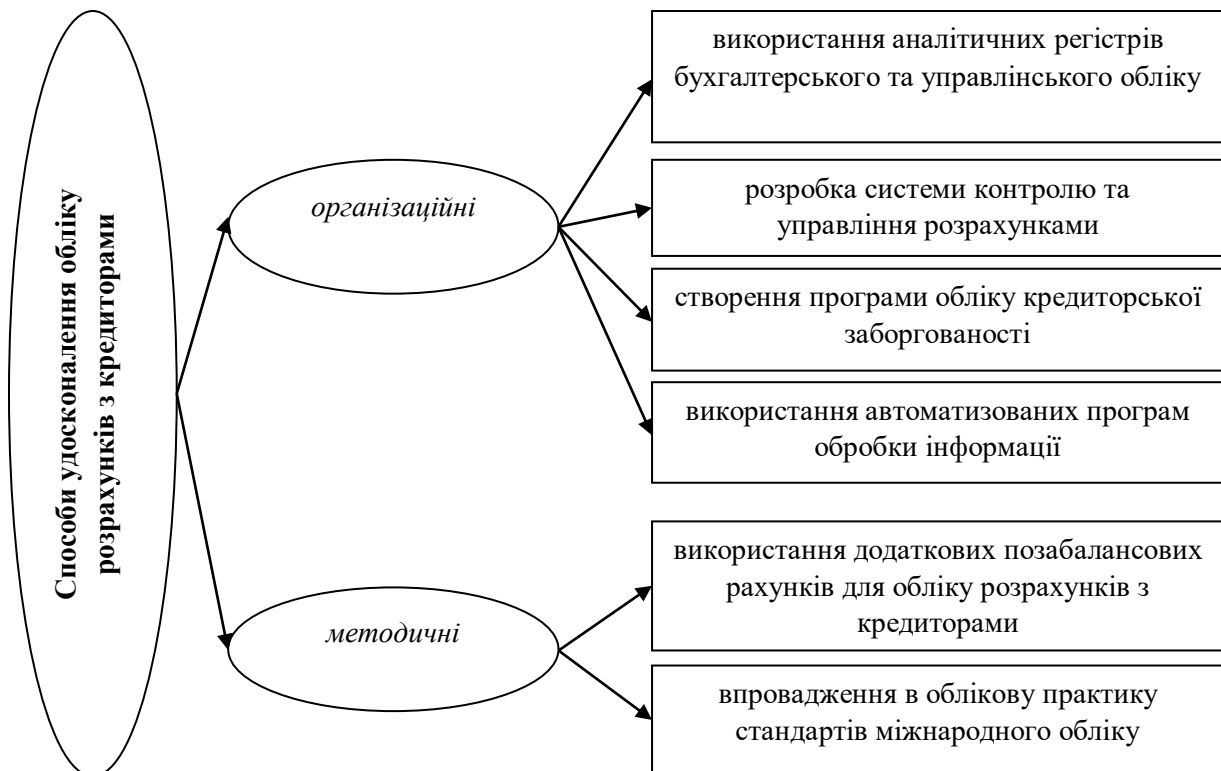 Способи удосконалення обліку
розрахунків з кредиторами
організаційні
використання аналітичних регістрів
бухгалтерського та управлінського обліку
розробка системи контролю та
управління розрахунками
створення програми обліку кредиторської
заборгованості
використання автоматизованих програм
обробки інформації
методичні
використання додаткових позабалансових
рахунків для обліку розрахунків з
кредиторами
впровадження в облікову практику
стандартів міжнародного обліку